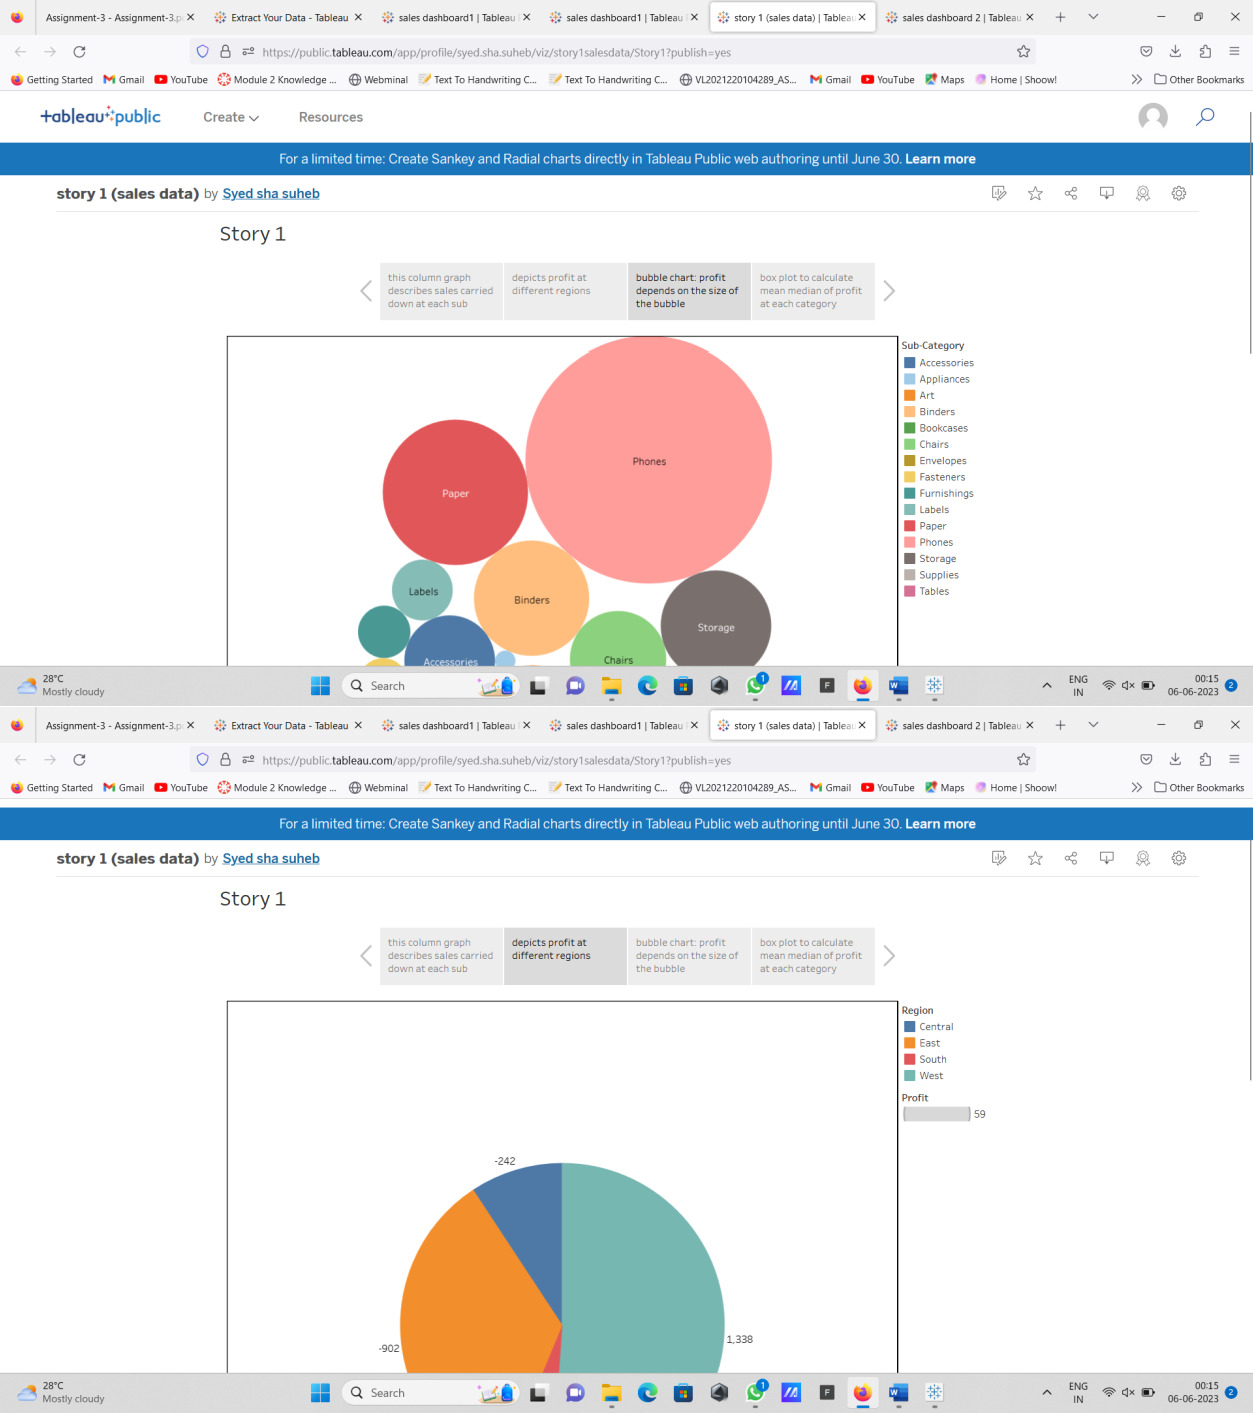 Assignment-3 - Assignment-3.p
Extract Your Data - Tableau
sales dashboard1 | Tableau
sales dashboard1 | Tableau
story 1 (sales data) | Tableau
sales dashboard 2 | Tableau
https://public.tableau.com/app/profile/syed.sha.suheb/viz/story1salesdata/Story1?publish=yes
Getting Started
Gmail
YouTube
Module 2 Knowledge ...
Webminal
Text To Handwriting C...
Text To Handwriting C...
VL2021220104289_AS...
Gmail
YouTube
Maps
Home | Shoow!
Other Bookmarks
+ableau public
Create
Resources
For a limited time: Create Sankey and Radial charts directly in Tableau Public web authoring until June 30. Learn more
story 1 (sales data) by Syed sha suheb
Story 1
this column graph
describes sales carried
down at each sub
depicts profit at
different regions
bubble chart: profit
depends on the size of
the bubble
box plot to calculate
mean median of profit
at each category
Phones
Paper
Labels
Binders
Storage
Chairs
Accessories
Sub-Category
Accessories
Appliances
Art
Binders
Bookcases
Chairs
Envelopes
Fasteners
Furnishings
Labels
Paper
Phones
Storage
Supplies
Tables
28°C
Mostly cloudy
Search
1
F
ENG
IN
00:15
06-06-2023
2
Assignment-3 - Assignment-3.p
Extract Your Data - Tableau
sales dashboard1 | Tableau
sales dashboard1 | Tableau
story 1 (sales data) | Tableau
sales dashboard 2 | Tableau
https://public.tableau.com/app/profile/syed.sha.suheb/viz/story1salesdata/Story1?publish=yes
Getting Started
Gmail
YouTube
Module 2 Knowledge ...
Webminal
Text To Handwriting C...
Text To Handwriting C...
VL2021220104289_AS...
Gmail
YouTube
Maps
Home | Shoow!
Other Bookmarks
For a limited time: Create Sankey and Radial charts directly in Tableau Public web authoring until June 30. Learn more
story 1 (sales data) by Syed sha suheb
Story 1
this column graph
describes sales carried
down at each sub
depicts profit at
different regions
bubble chart: profit
depends on the size of
the bubble
box plot to calculate
mean median of profit
at each category
-242
-902
1,338
Region
Central
East
South
West
Profit
59
28°C
Mostly cloudy
Search
1
F
ENG
IN
00:15
06-06-2023
2